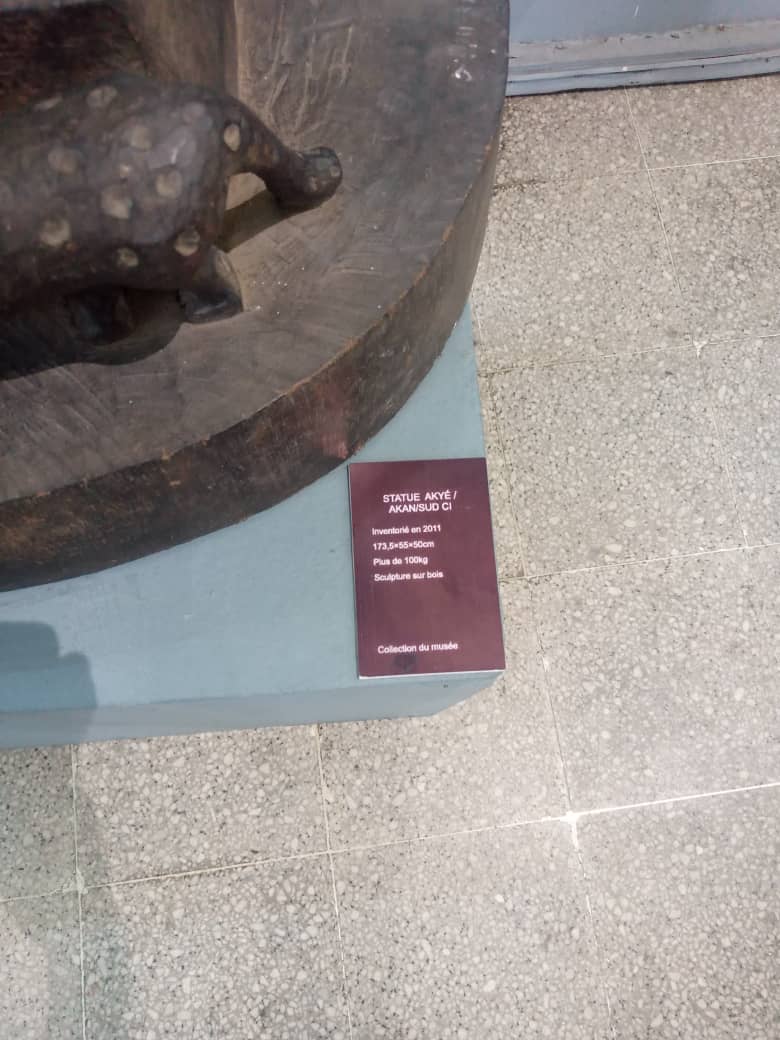 STATUE AKYÉ /
AKAN/SUD CI
Inventorié en 2011
173,5×55×50cm
Plus de 100kg
Sculpture sur bois
Collection du musée